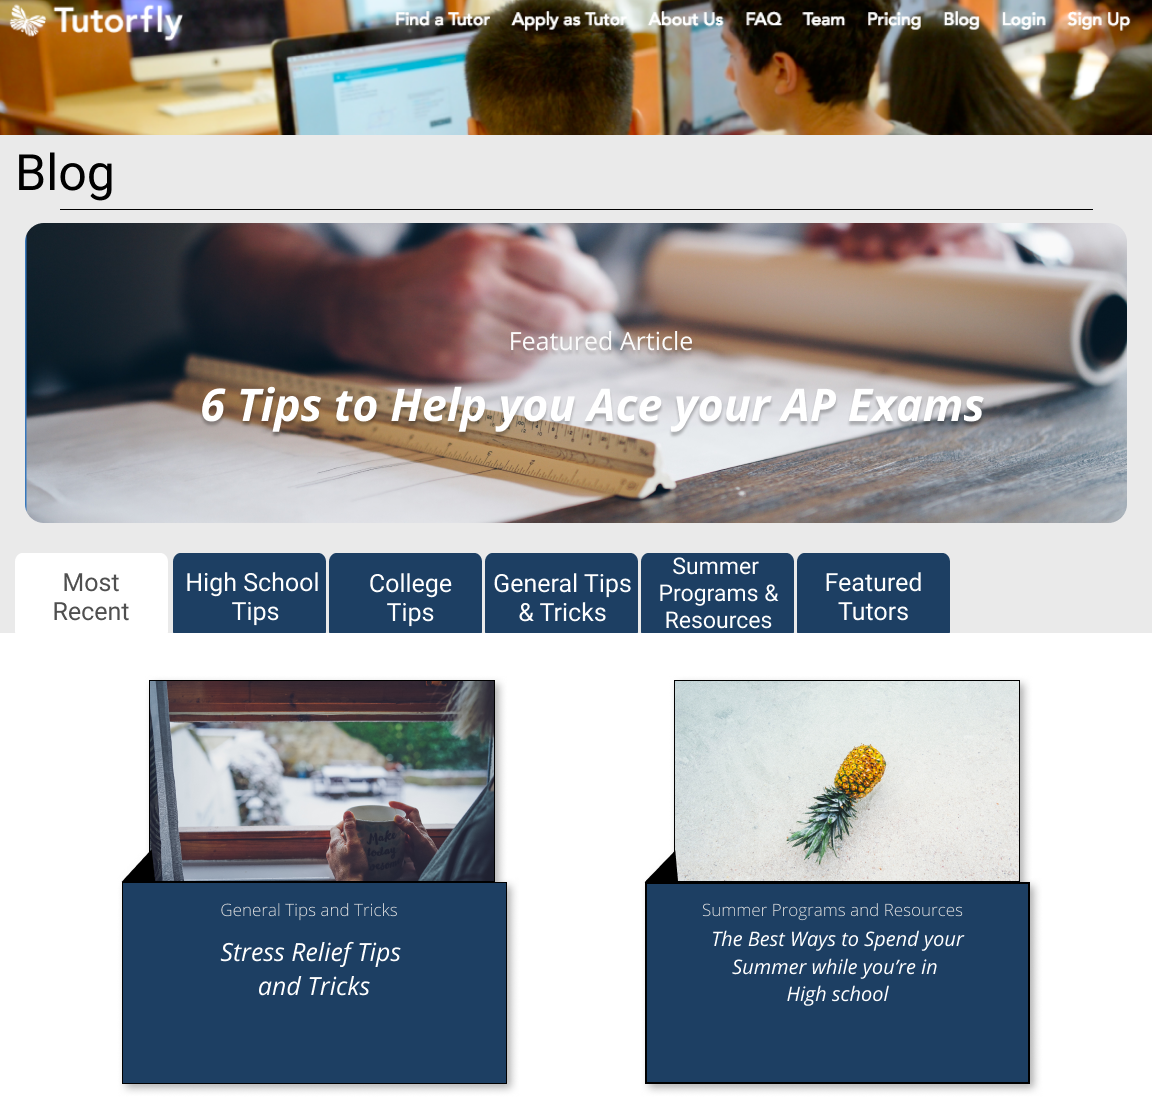 Tutorfly
Find a Tutor Apply as Tutor About Us FAQ Team Pricing Blog Login Sign Up
Blog
Featured Article
6 Tips to Help you Ace your AP Exams
Most
Recent
High School
Tips
College
Tips
General Tips
& Tricks
Summer
Programs &
Resources
Featured
Tutors
Make
today
General Tips and Tricks
Stress Relief Tips
and Tricks
Summer Programs and Resources
The Best Ways to Spend your
Summer while you're in
High school